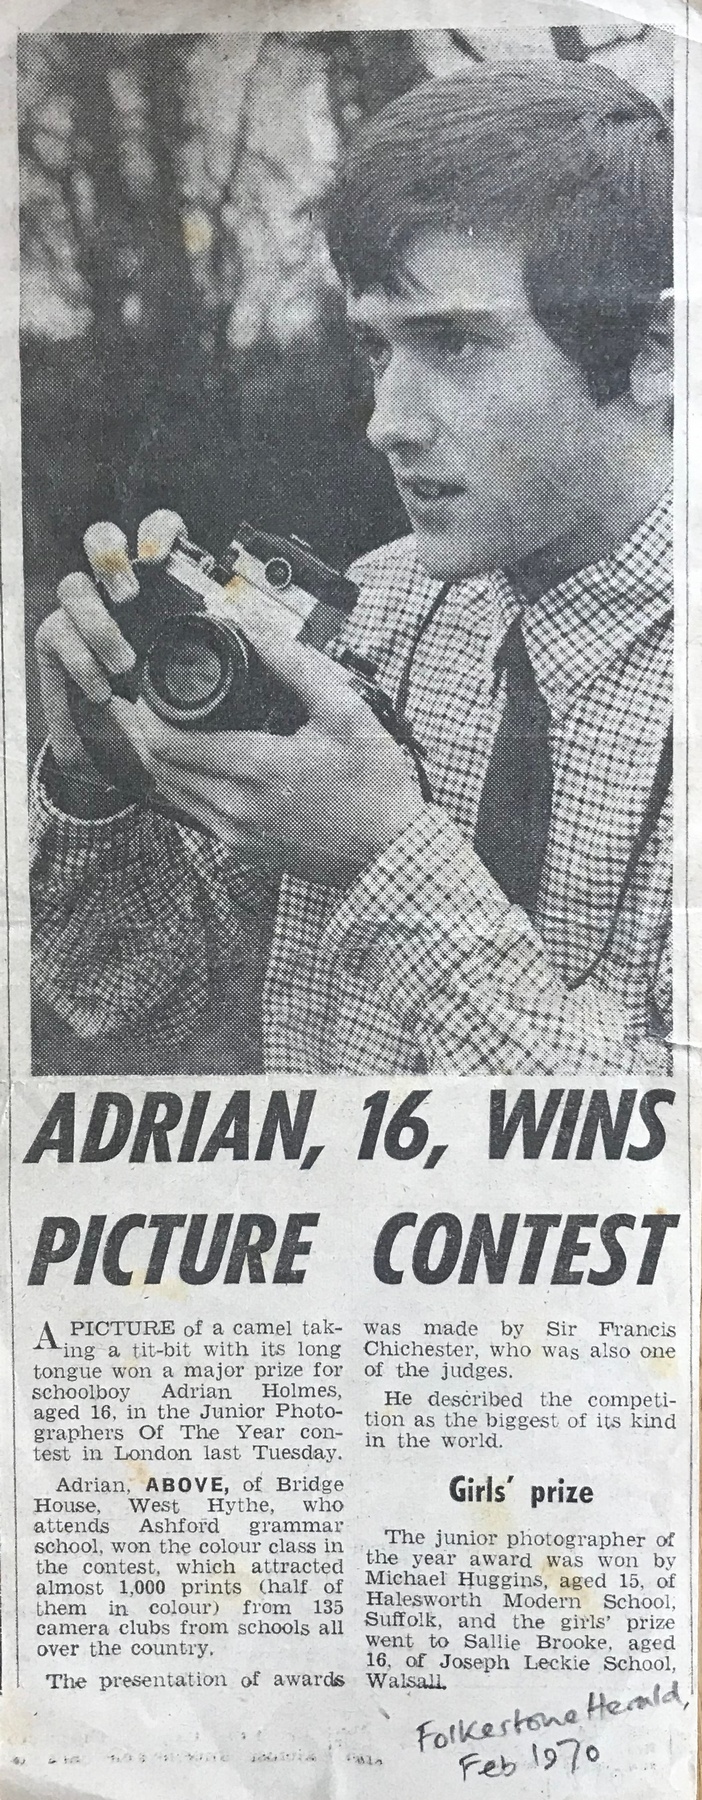 ADRIAN, 16, WINS
PICTURE CONTEST
A PICTURE of a camel tak-
ing a tit-bit with its long
tongue won a major prize for
schoolboy Adrian Holmes,
aged 16, in the Junior Photo-
graphers Of The Year con-
test in London last Tuesday.
Adrian, ABOVE, of Bridge
House, West Hythe, who
attends Ashford grammar
school, won the colour class in
the contest, which attracted
almost 1,000 prints (half of
them in colour) from 135
camera clubs from schools all
over the country.
The presentation of awards
was made by Sir Francis
Chichester, who was also one
of the judges.
He described the competi-
tion as the biggest of its kind
in the world.
Girls' prize
The junior photographer of
the year award was won by
Michael Huggins, aged 15, of
Halesworth Modern School,
Suffolk, and the girls' prize
went to Sallie Brooke, aged
16, of Joseph Leckie School,
Walsall.
Folkestone Herald,
Feb 1970